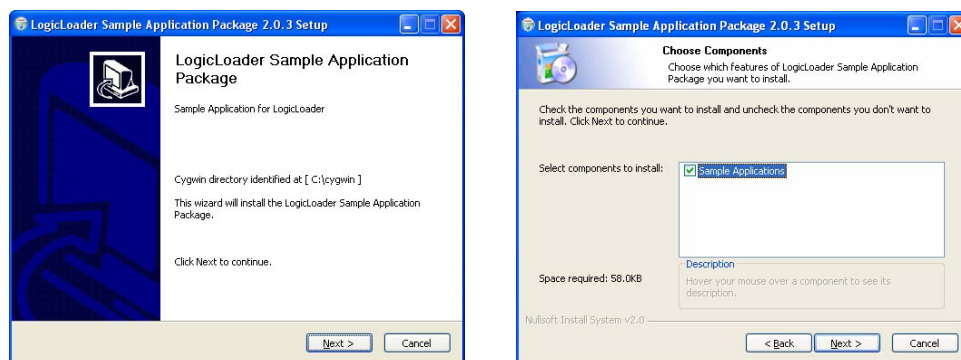 LogicLoader Sample Application Package 2.0.3 Setup
LogicLoader Sample Application
Package
Sample Application for LogicLoader
Cygwin directory identified at [ C:\cygwin ]
This wizard will install the LogicLoader Sample Application
Package.
Click Next to continue.
Next >
Cancel
LogicLoader Sample Application Package 2.0.3 Setup
Choose Components
Choose which features of LogicLoader Sample Application
Package you want to install.
Check the components you want to install and uncheck the components you don't want to
install. Click Next to continue.
Select components to install:
Sample Applications
Space required: 58.0KB
Description
Hover your mouse over a component to see its
description.
Nullsoft Install System v2.0
< Back
Next >
Cancel